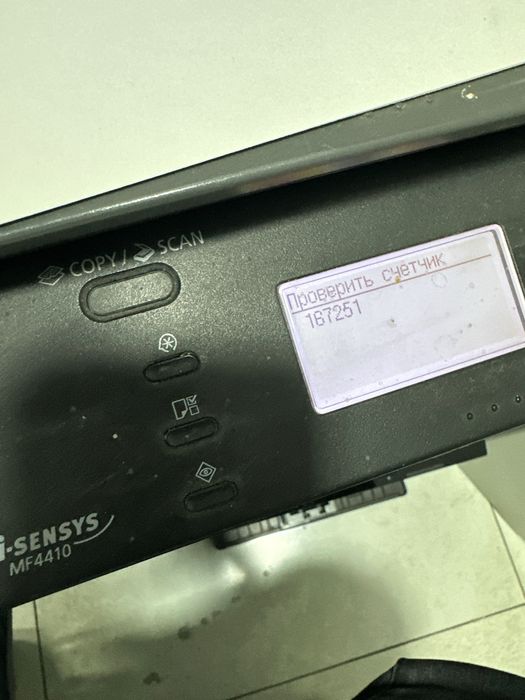 COPY / SCAN
Проверить счетчик
167251
i-SENSYS
MF4410